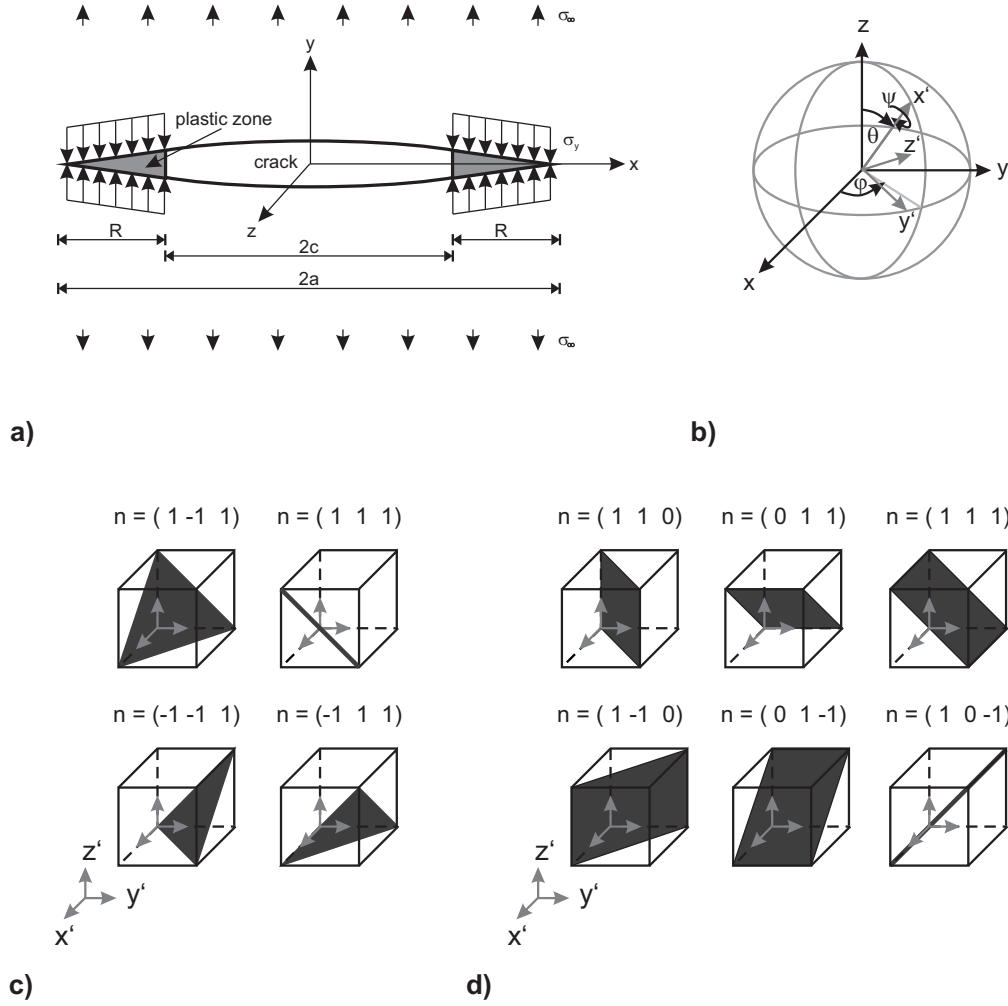 σ∞
y
plastic zone
σy
crack
x
z
R
2c
R
2a
σ∞
a)
z
ψ
x‘
θ
z‘
y
φ
y‘
x
b)
n = ( 1 -1 1)
n = ( 1 1 1)
n = (-1 -1 1)
n = (-1 1 1)
z‘
y‘
x‘
c)
n = ( 1 1 0)
n = ( 0 1 1)
n = ( 1 1 1)
n = ( 1 -1 0)
n = ( 0 1 -1)
n = ( 1 0 -1)
z‘
y‘
x‘
d)